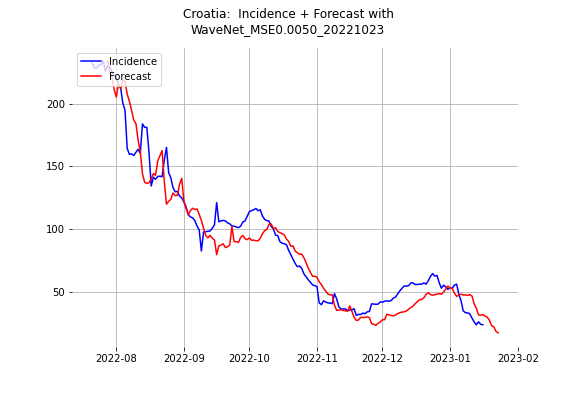 Croatia:  Incidence + Forecast with
WaveNet_MSE0.0050_20221023
Incidence
Forecast
200
150
100
50
2022-08
2022-09
2022-10
2022-11
2022-12
2023-01
2023-02